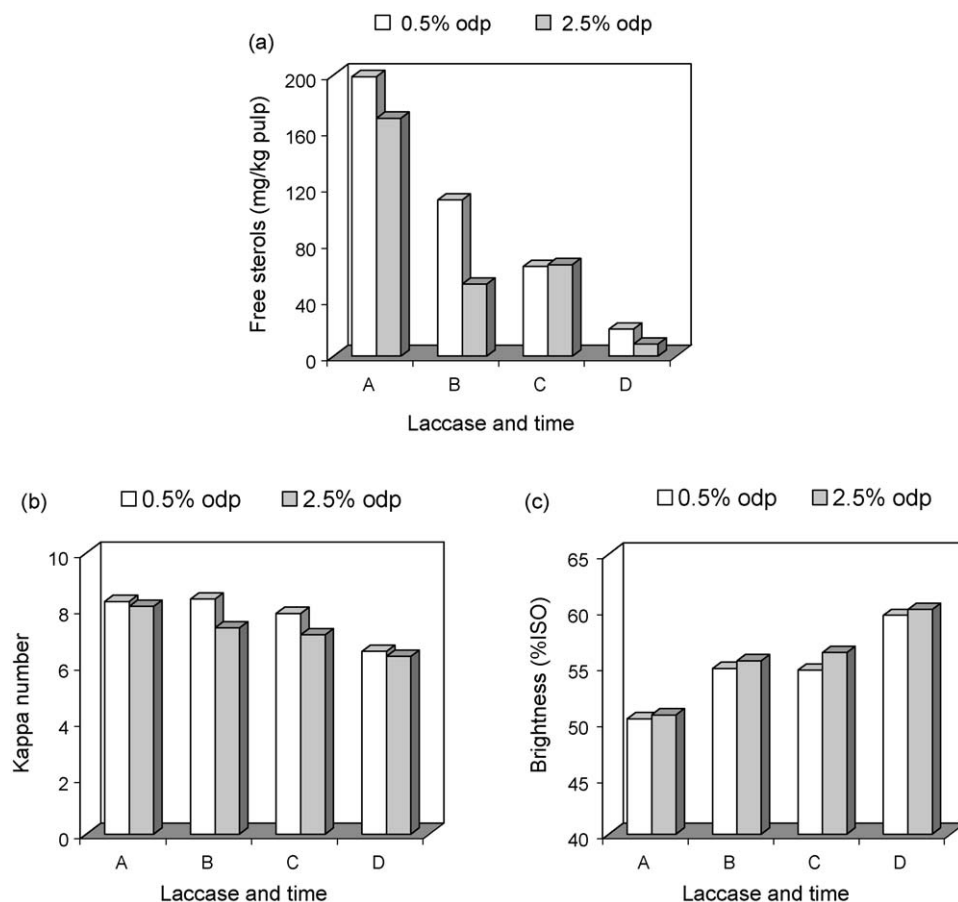 (a)
0.5% odp 2.5% odp
Free sterols (mg/kg pulp)
200
160
120
80
40
0
A B C D
Laccase and time
(b)
0.5% odp 2.5% odp
Kappa number
10
8
6
4
2
0
A B C D
Laccase and time
(c)
0.5% odp 2.5% odp
Brightness (%ISO)
65
60
55
50
45
40
A B C D
Laccase and time